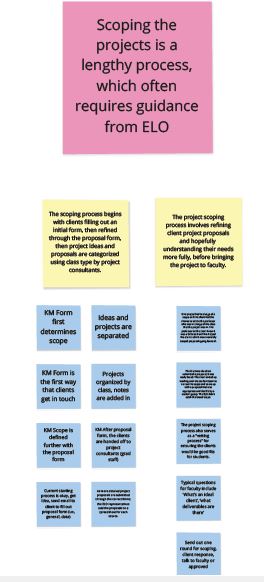 Scoping the
projects is a
lengthy process,
which often
requires guidance
from ELO
The scoping process begins
with clients filling out an
initial form, then refined
through the proposal form,
then project ideas and
proposals are categorized
using class type by project
consultants.
The project scoping
process involves refining
client project proposals
and hopefully
understanding their needs
more fully, before bringing
the project to faculty.
KM Form
first
determines
scope
Ideas and
projects are
separated
KM Form is
the first way
that clients
get in touch
Projects
organized by
class, notes
are added in
KM Scope is
defined
further with
the proposal
form
KM After proposal
form, the clients
are handed off to
project
consultants (grad
staff)
The project scoping
process also serves
as a "vetting
process" for
ensuring the clients
would be good fit
for students.
Current starting
process is okay, get
idea, send email to
client to fill out
proposal form (i.e.,
general, data)
Typical questions
for faculty include
'What's an ideal
client', 'what
deliverables are
there'
Send out one
round for scoping,
client response,
talk to faculty or
approved